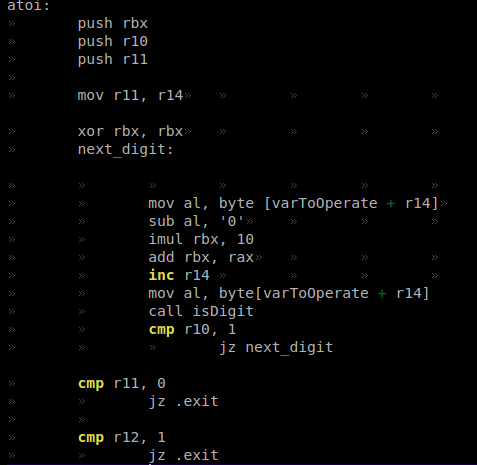 atoi:
» push rbx
» push r10
» push r11
»
» mov r11, r14» » » » »
» xor rbx, rbx» » » » »
» next_digit:
» » » » » » »
» » mov al, byte [varToOperate + r14]»
» » sub al, '0'» » » »
» » imul rbx, 10
» » add rbx, rax» » » »
» » inc r14 » » » »
» » mov al, byte[varToOperate + r14]
» » call isDigit
» » cmp r10, 1
» » » jz next_digit
» cmp r11, 0
» » jz .exit
» »
» cmp r12, 1
» » jz .exit